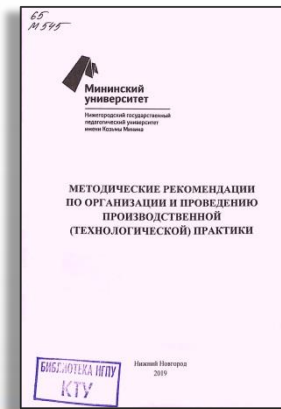 65
М 545
Мининский
университет
Нижегородский государственный
педагогический университет
имени Козьмы Минина
МЕТОДИЧЕСКИЕ РЕКОМЕНДАЦИИ
ПО ОРГАНИЗАЦИИ И ПРОВЕДЕНИЮ
ПРОИЗВОДСТВЕННОЙ
(ТЕХНОЛОГИЧЕСКОЙ) ПРАКТИКИ
Нижний Новгород
2019
БИБЛИОТЕКА НГПУ
КТУ